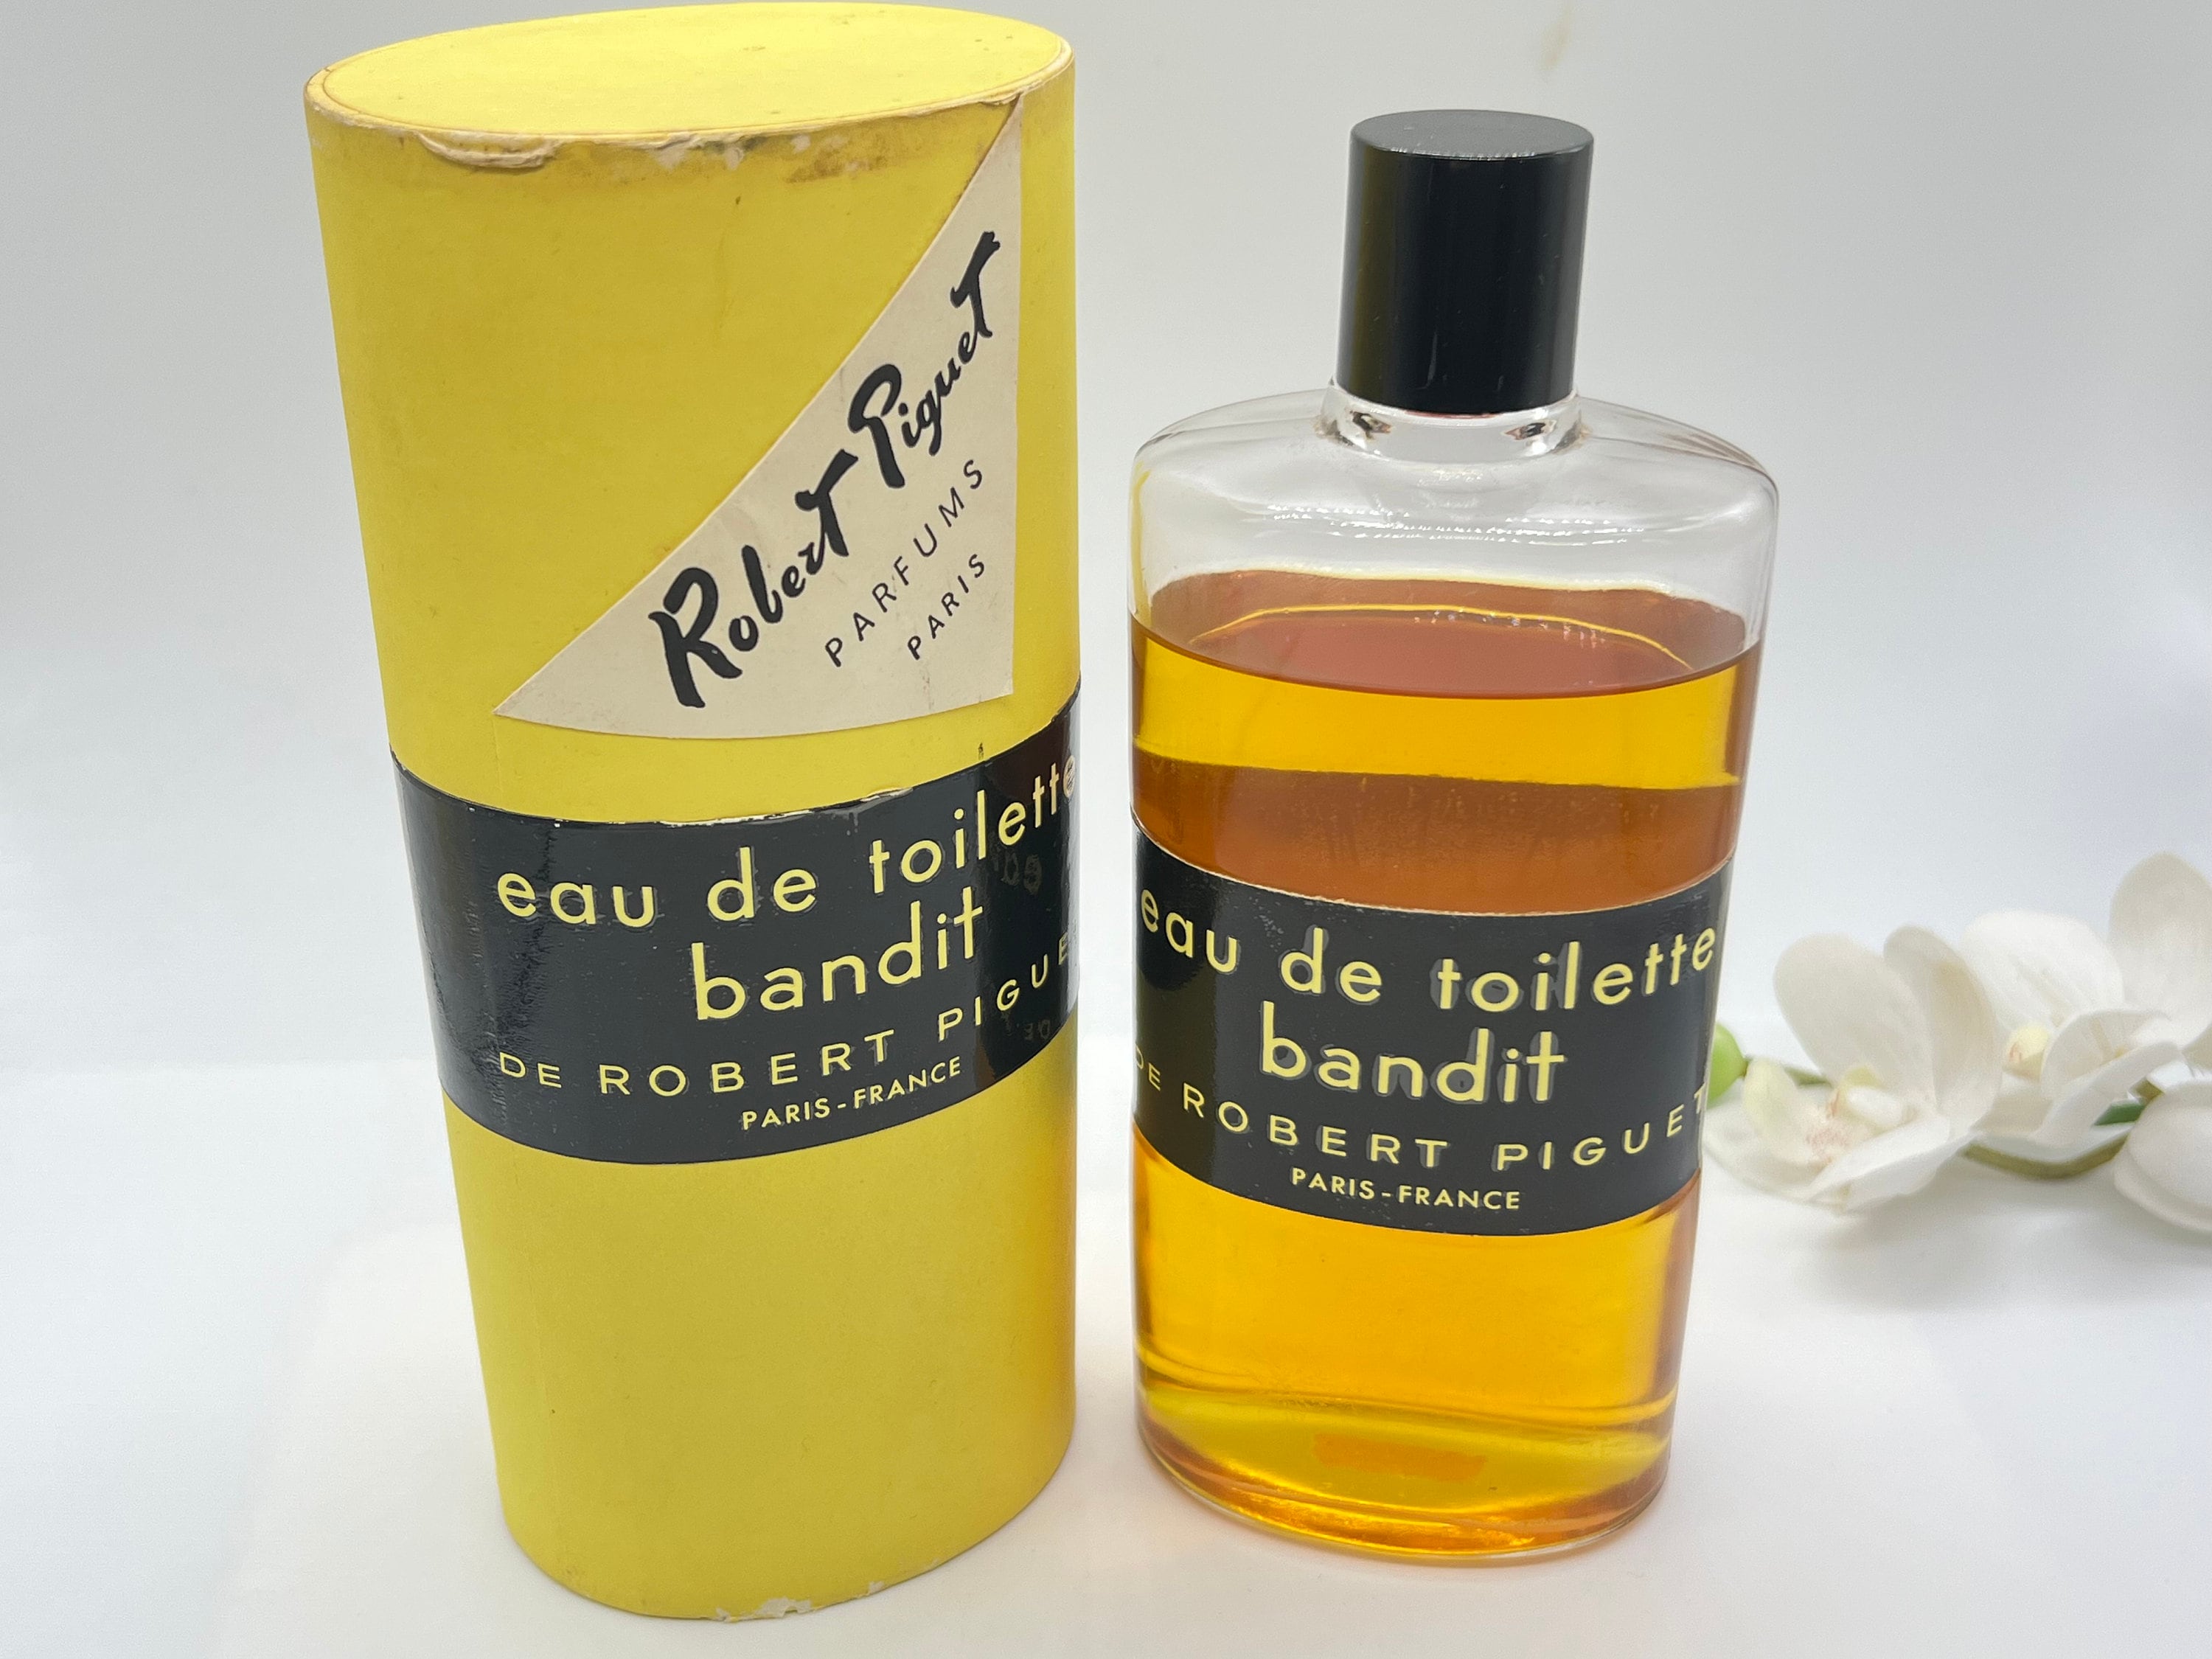 Robert Piguet
PARFUMS
PARIS
eau de toilette
bandit
DE ROBERT PIGUE
PARIS-FRANCE
eau de toilette
bandit
DE ROBERT PIGUET
PARIS-FRANCE